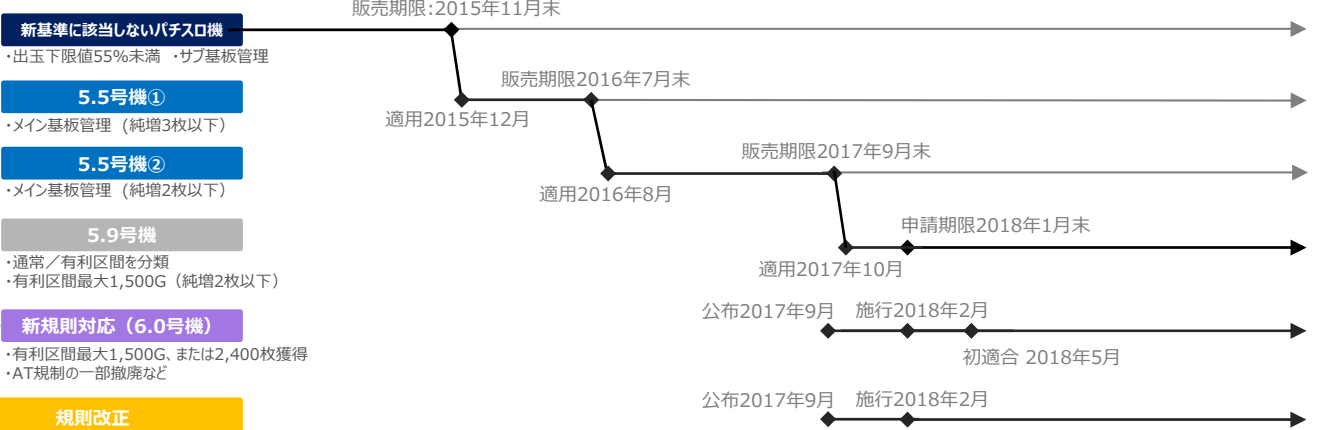 販売期限:2015年11月末
新基準に該当しないパチスロ機
・出玉下限値55%未満 ・サブ基板管理
販売期限2016年7月末
5.5号機①
適用2015年12月
・メイン基板管理 (純増3枚以下)
販売期限2017年9月末
5.5号機②
・メイン基板管理 (純増2枚以下)
適用2016年8月
申請期限2018年1月末
5.9号機
・通常／有利区間を分類
適用2017年10月
・有利区間最大1,500G（純増2枚以下）
公布2017年9月 施行2018年2月
新規則対応（6.0号機）
・有利区間最大1,500G、または2,400枚獲得
初適合 2018年5月
・AT規制の一部撤廃など
公布2017年9月 施行2018年2月
規則改正